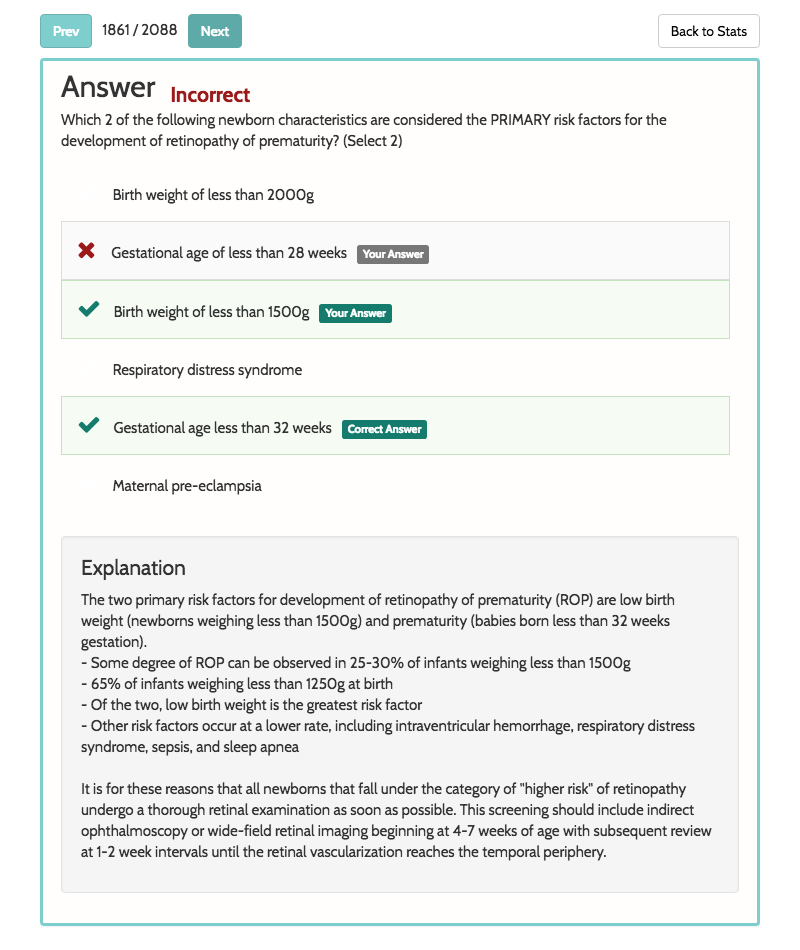 Prev 1861 / 2088 Next Back to Stats
Answer Incorrect
Which 2 of the following newborn characteristics are considered the PRIMARY risk factors for the
development of retinopathy of prematurity? (Select 2)
Birth weight of less than 2000g
Gestational age of less than 28 weeks Your Answer
Birth weight of less than 1500g Your Answer
Respiratory distress syndrome
Gestational age less than 32 weeks Correct Answer
Maternal pre-eclampsia
Explanation
The two primary risk factors for development of retinopathy of prematurity (ROP) are low birth
weight (newborns weighing less than 1500g) and prematurity (babies born less than 32 weeks
gestation).
- Some degree of ROP can be observed in 25-30% of infants weighing less than 1500g
- 65% of infants weighing less than 1250g at birth
- Of the two, low birth weight is the greatest risk factor
- Other risk factors occur at a lower rate, including intraventricular hemorrhage, respiratory distress
syndrome, sepsis, and sleep apnea
It is for these reasons that all newborns that fall under the category of "higher risk" of retinopathy
undergo a thorough retinal examination as soon as possible. This screening should include indirect
ophthalmoscopy or wide-field retinal imaging beginning at 4-7 weeks of age with subsequent review
at 1-2 week intervals until the retinal vascularization reaches the temporal periphery.